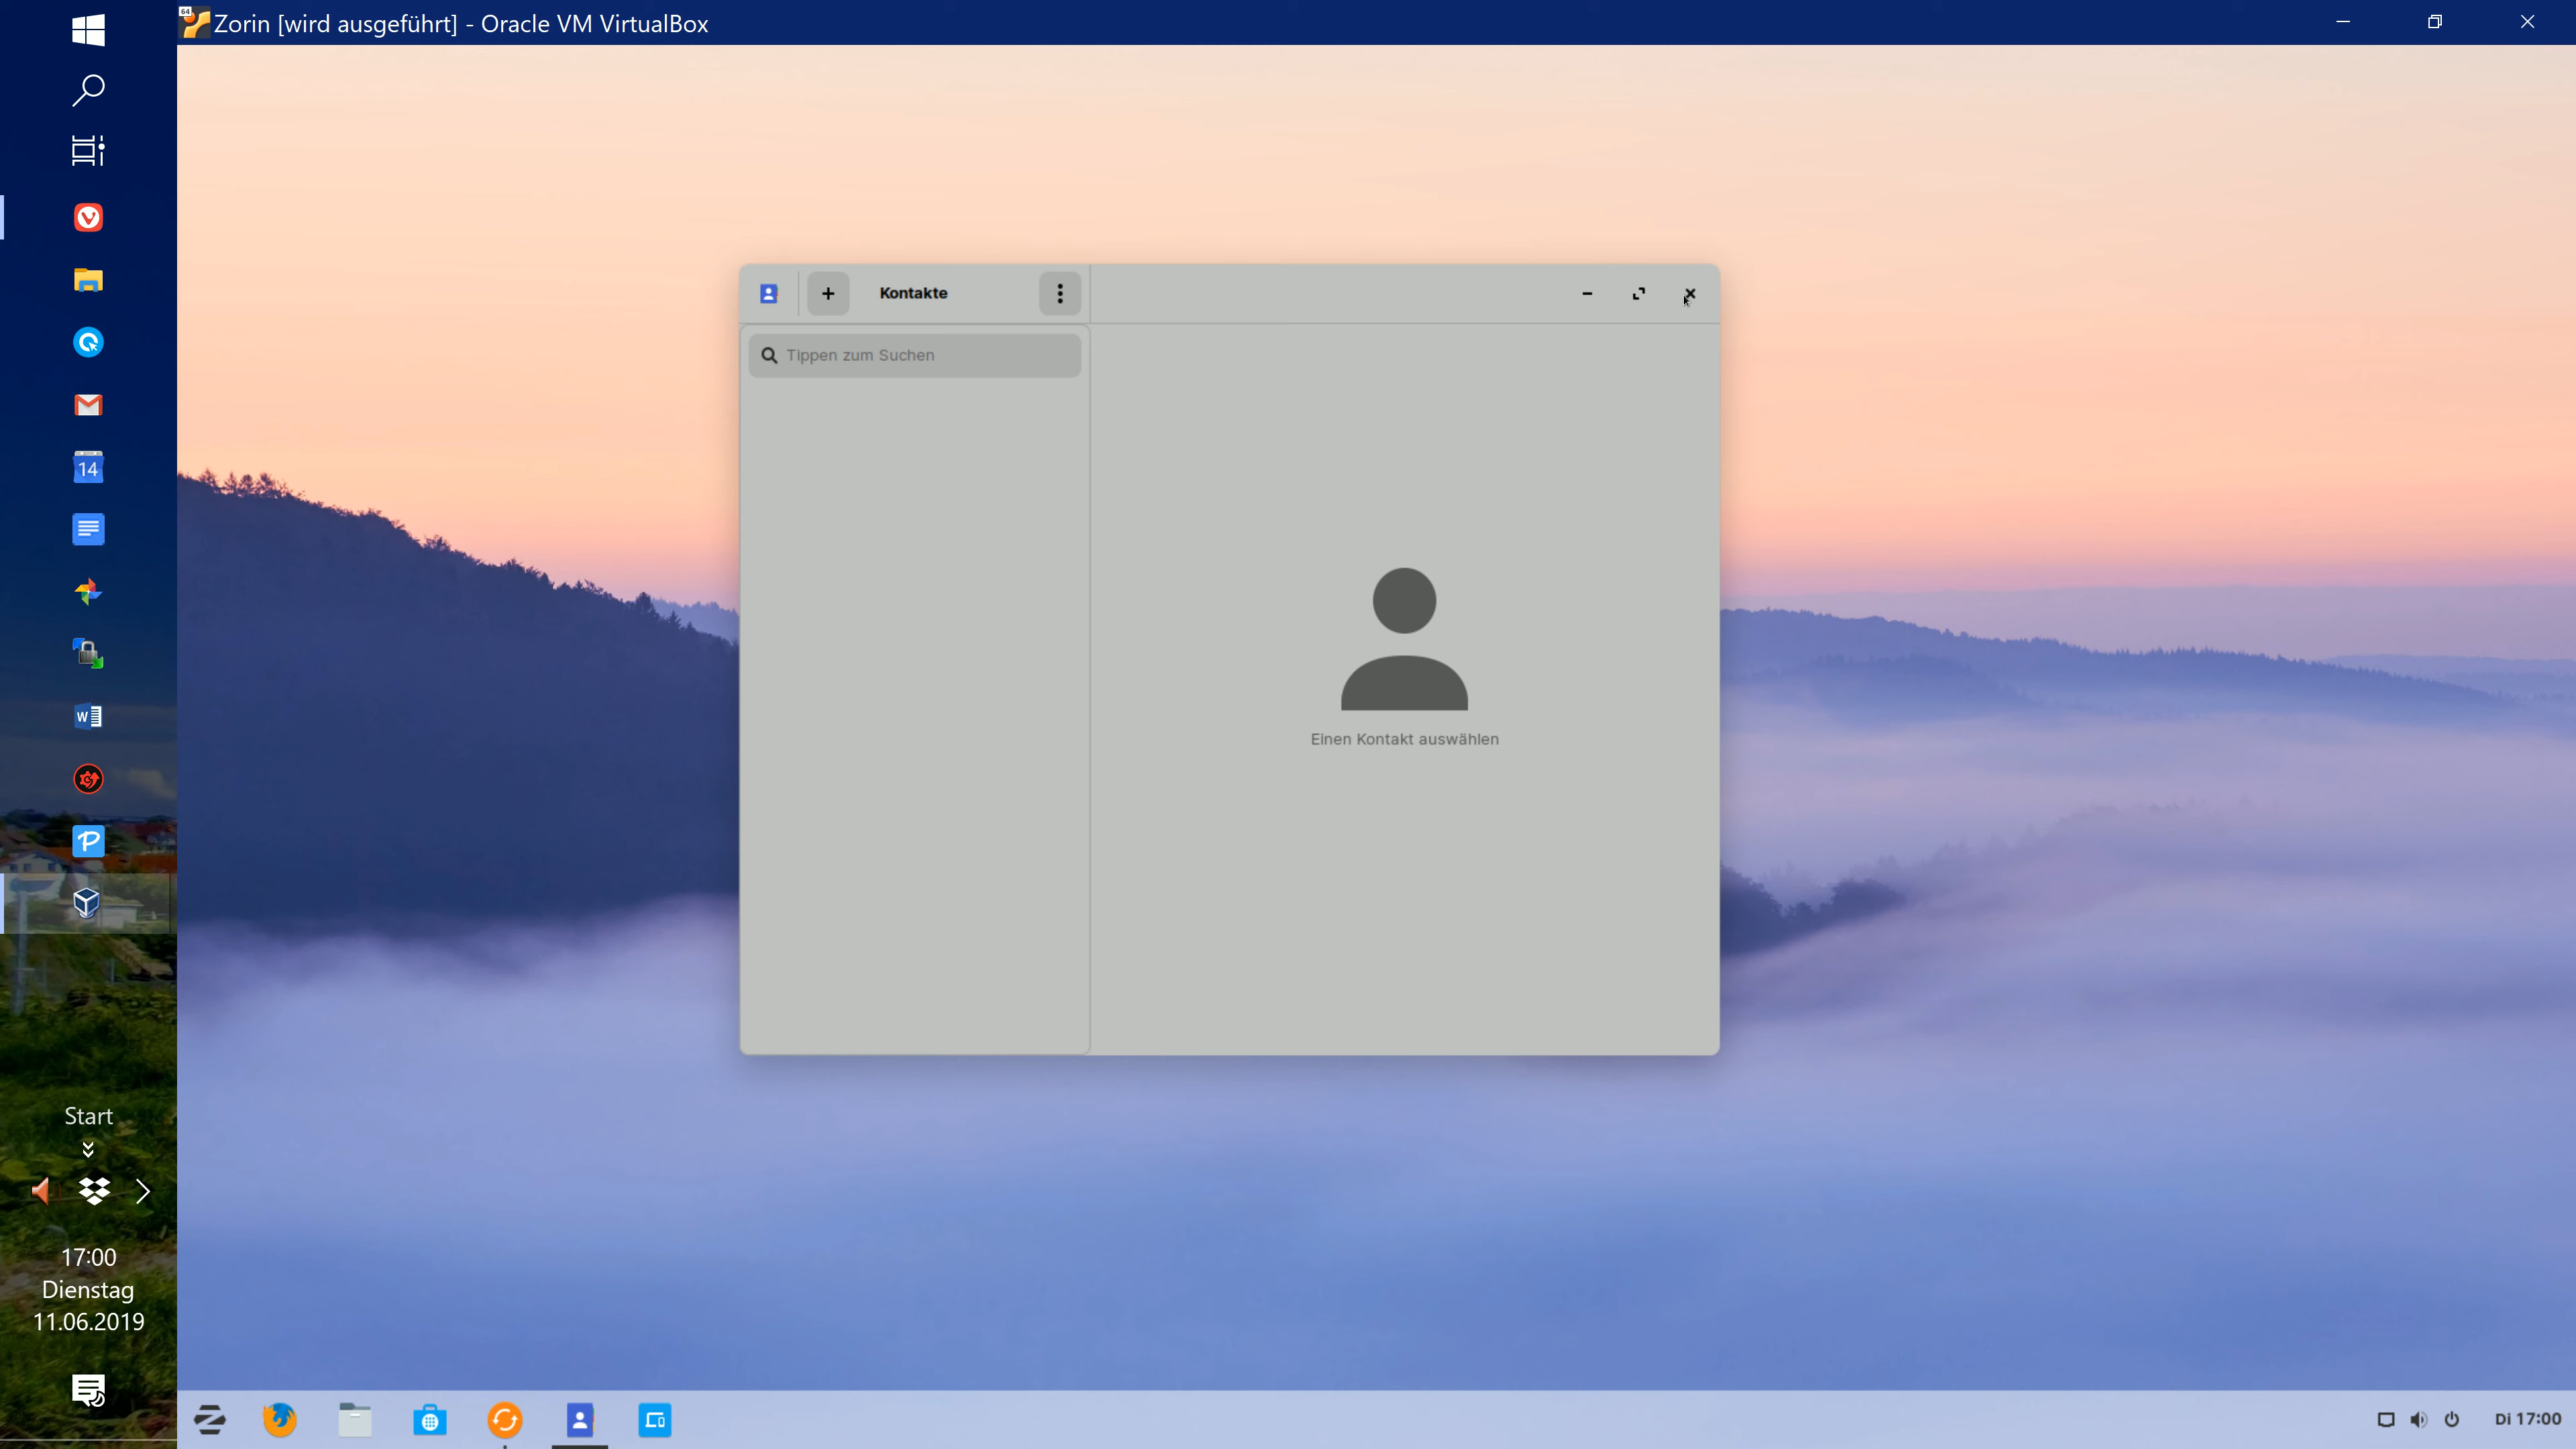 64
Zorin [wird ausgeführt] - Oracle VM VirtualBox
14
W
P
Start
17:00
Dienstag
11.06.2019
Kontakte
Tippen zum Suchen
Einen Kontakt auswählen
Di 17:00